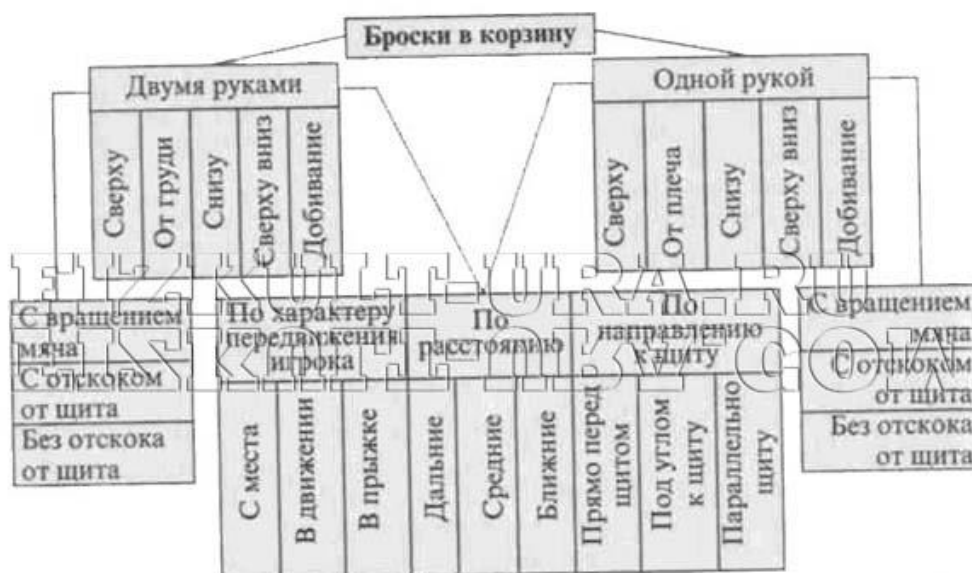 Броски в корзину
Двумя руками
Сверху
От груди
Снизу
Сверху вниз
Добивание
Одной рукой
Сверху
От плеча
Снизу
Сверху вниз
Добивание
С вращением
мяча
С отскоком
от щита
Без отскока
от щита
По характеру
передвижения
игрока
По
расстоянию
По
направлению
к щиту
С места
В движении
В прыжке
Дальние
Средние
Ближние
Прямо перед
щитом
Под углом
к щиту
Параллельно
щиту
С вращением
мяча
С отскоком
от щита
Без отскока
от щита